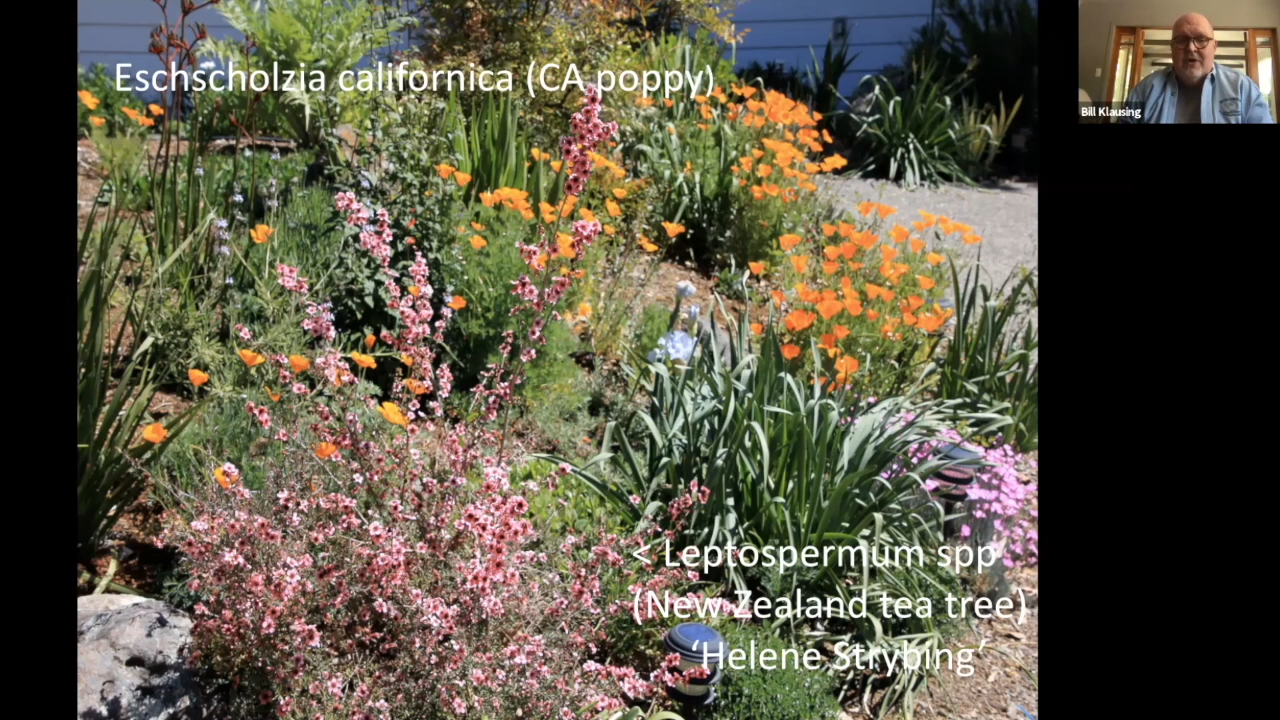 Eschscholzia californica (CA poppy)
Bill Klausing
< Leptospermum spp
(New Zealand tea tree)
‘Helene Strybing’